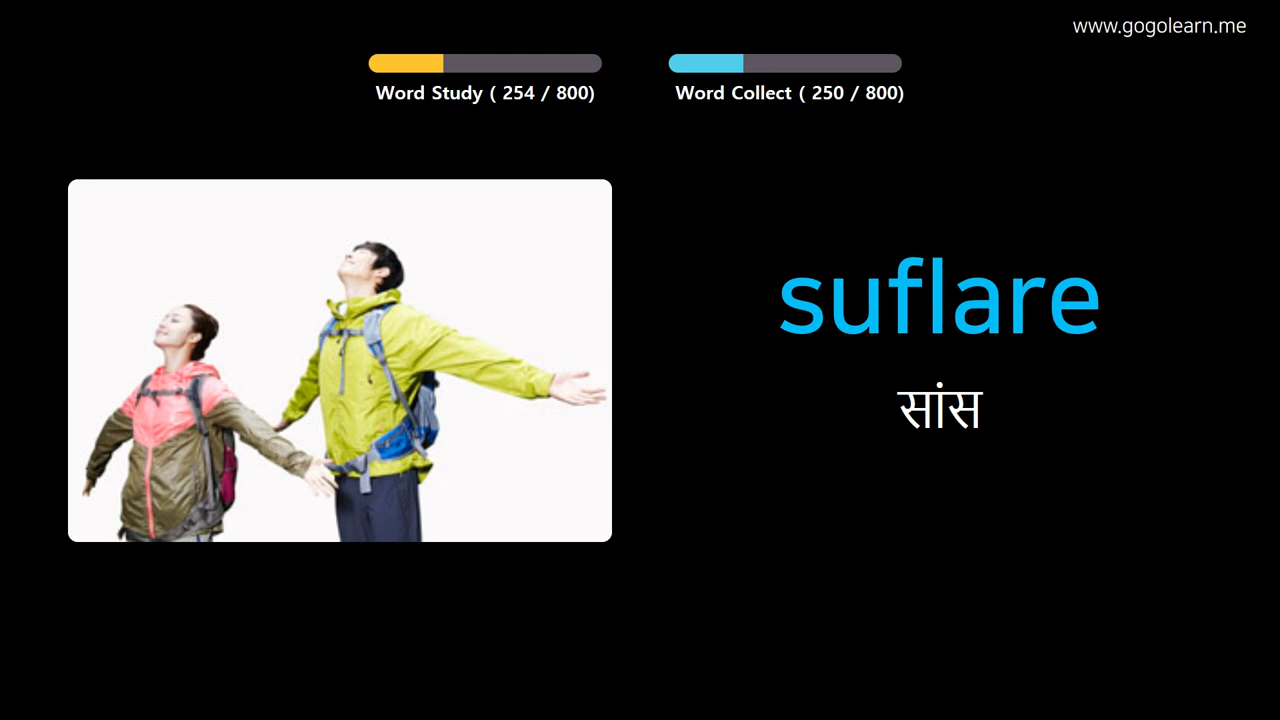 www.gogolearn.me
Word Study ( 254 / 800)
Word Collect ( 250 / 800)
suflare
सांस